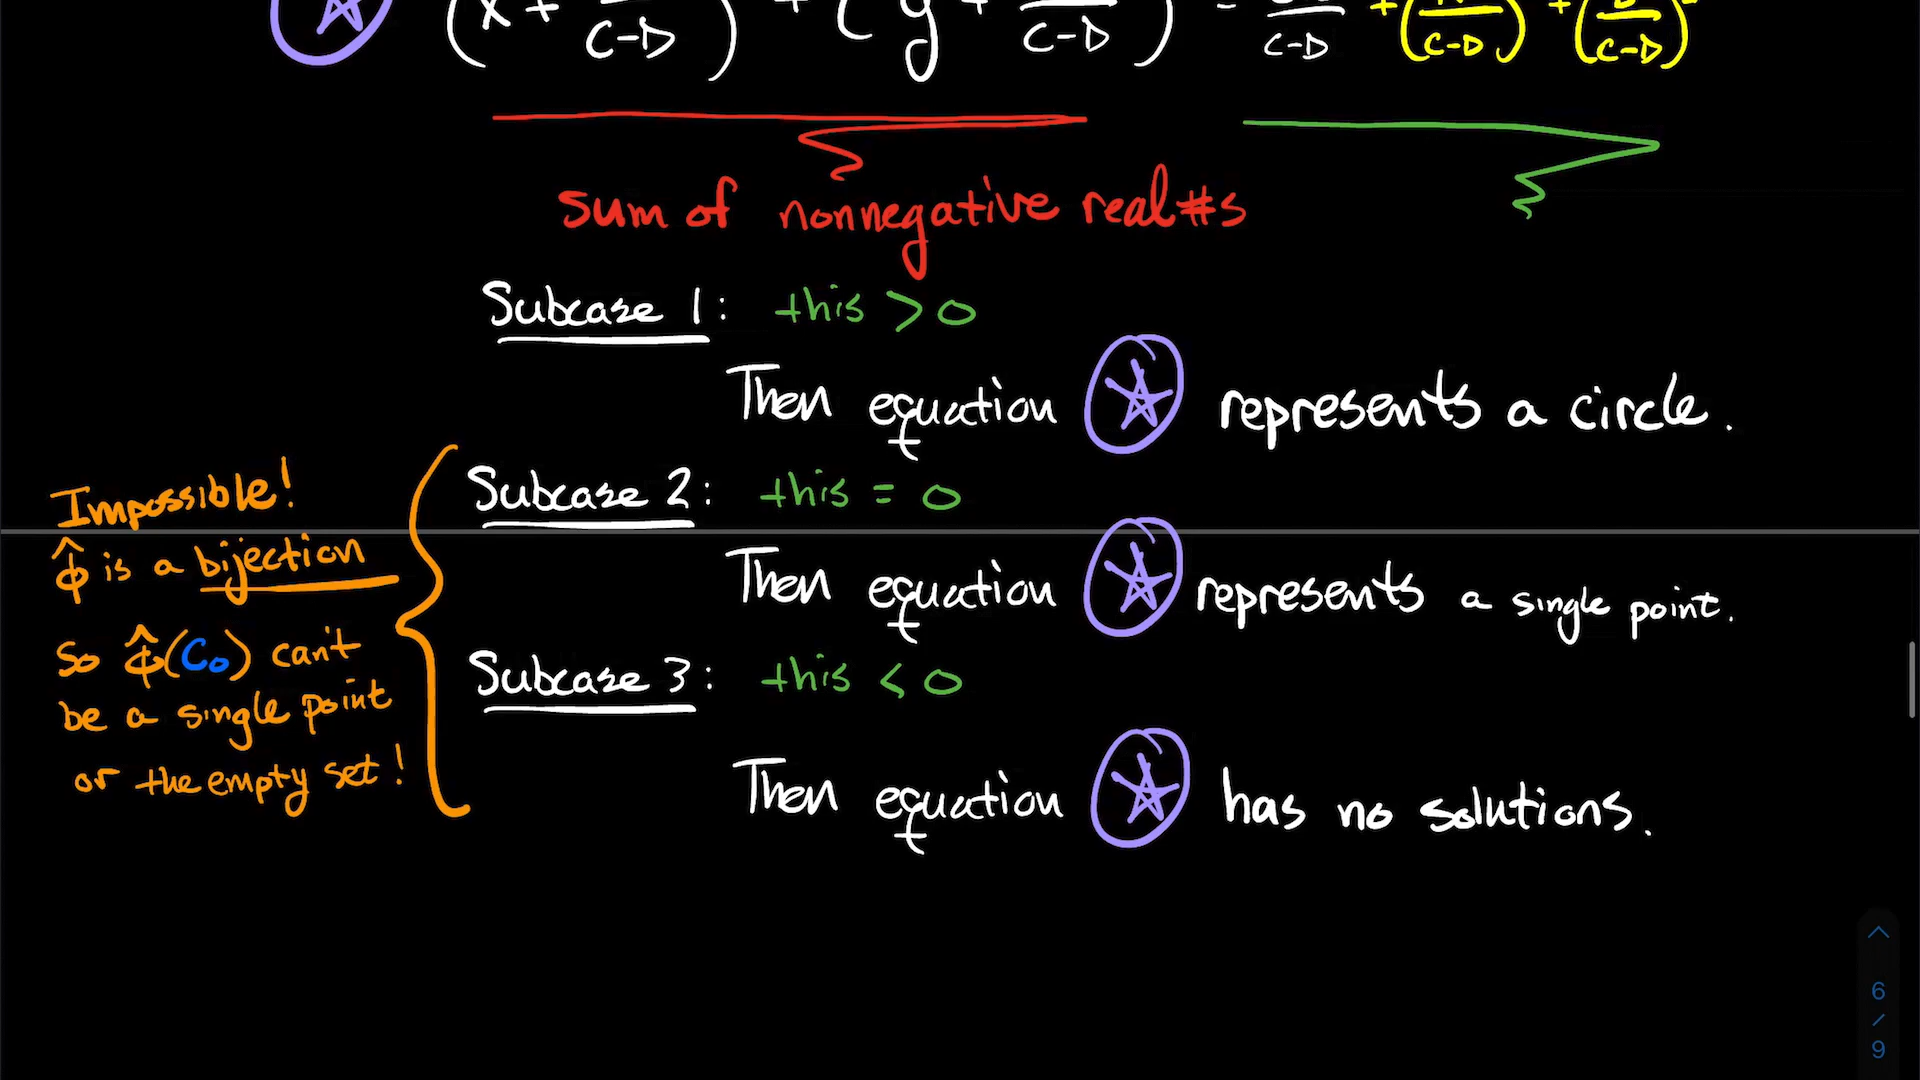 (x + — C-D) + (y + — C-D) = — C-D + (— C-D) + (— C-D)
sum of nonnegative real #s
Subcase 1: this > 0
Then equation ☆ represents a circle.
Subcase 2: this = 0
Then equation ☆ represents a single point.
Subcase 3: this < 0
Then equation ☆ has no solutions.
Impossible!
φ̂ is a bijection
So φ̂(C₀) can't
be a single point
or the empty set!
6
/
9